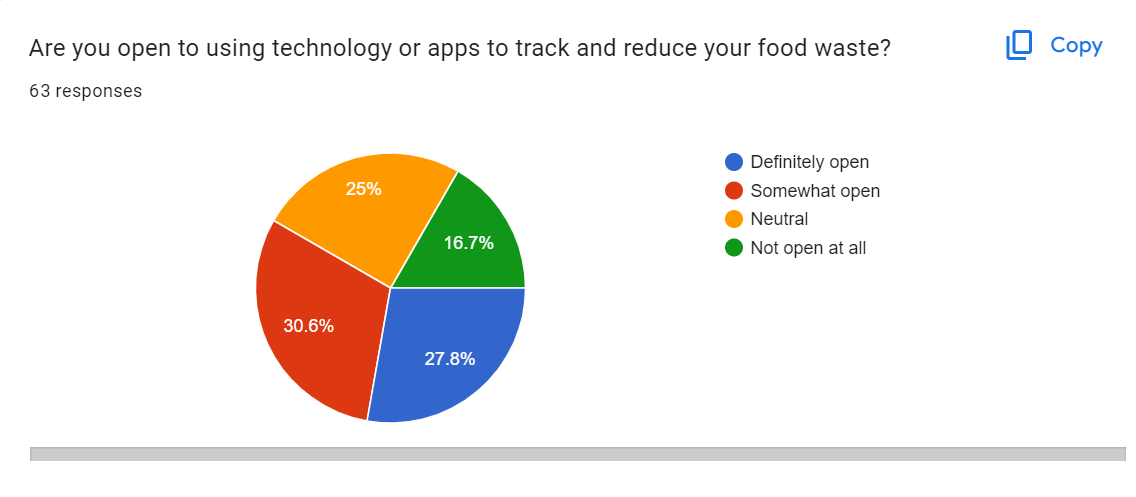 Are you open to using technology or apps to track and reduce your food waste?
Copy
63 responses
Definitely open
Somewhat open
Neutral
Not open at all
25%
16.7%
30.6%
27.8%